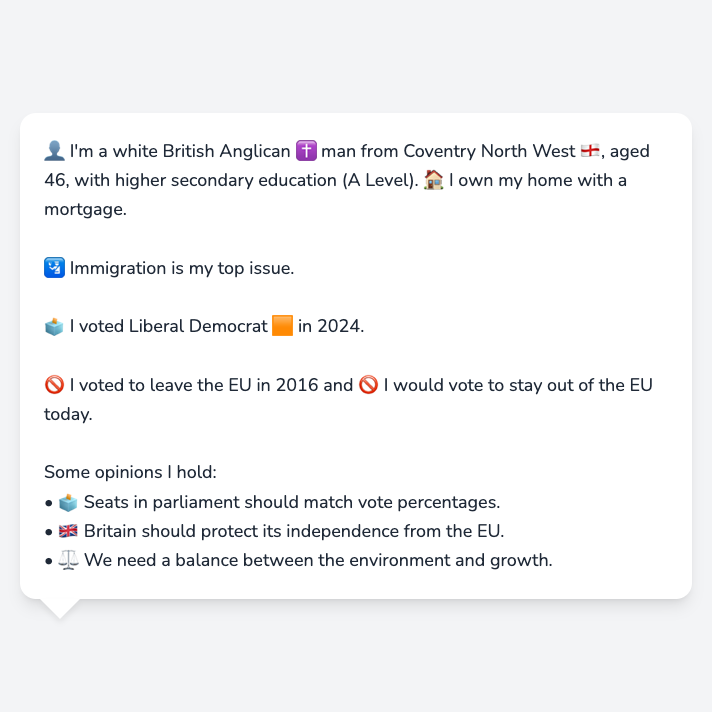 👤 I'm a white British Anglican ✝️ man from Coventry North West 🏴󠁧󠁢󠁥󠁮󠁧󠁿, aged
46, with higher secondary education (A Level). 🏠 I own my home with a
mortgage.
🛂 Immigration is my top issue.
🗳️ I voted Liberal Democrat 🟧 in 2024.
🚫 I voted to leave the EU in 2016 and 🚫 I would vote to stay out of the EU
today.
Some opinions I hold:
• 🗳️ Seats in parliament should match vote percentages.
• 🇬🇧 Britain should protect its independence from the EU.
• ⚖️ We need a balance between the environment and growth.